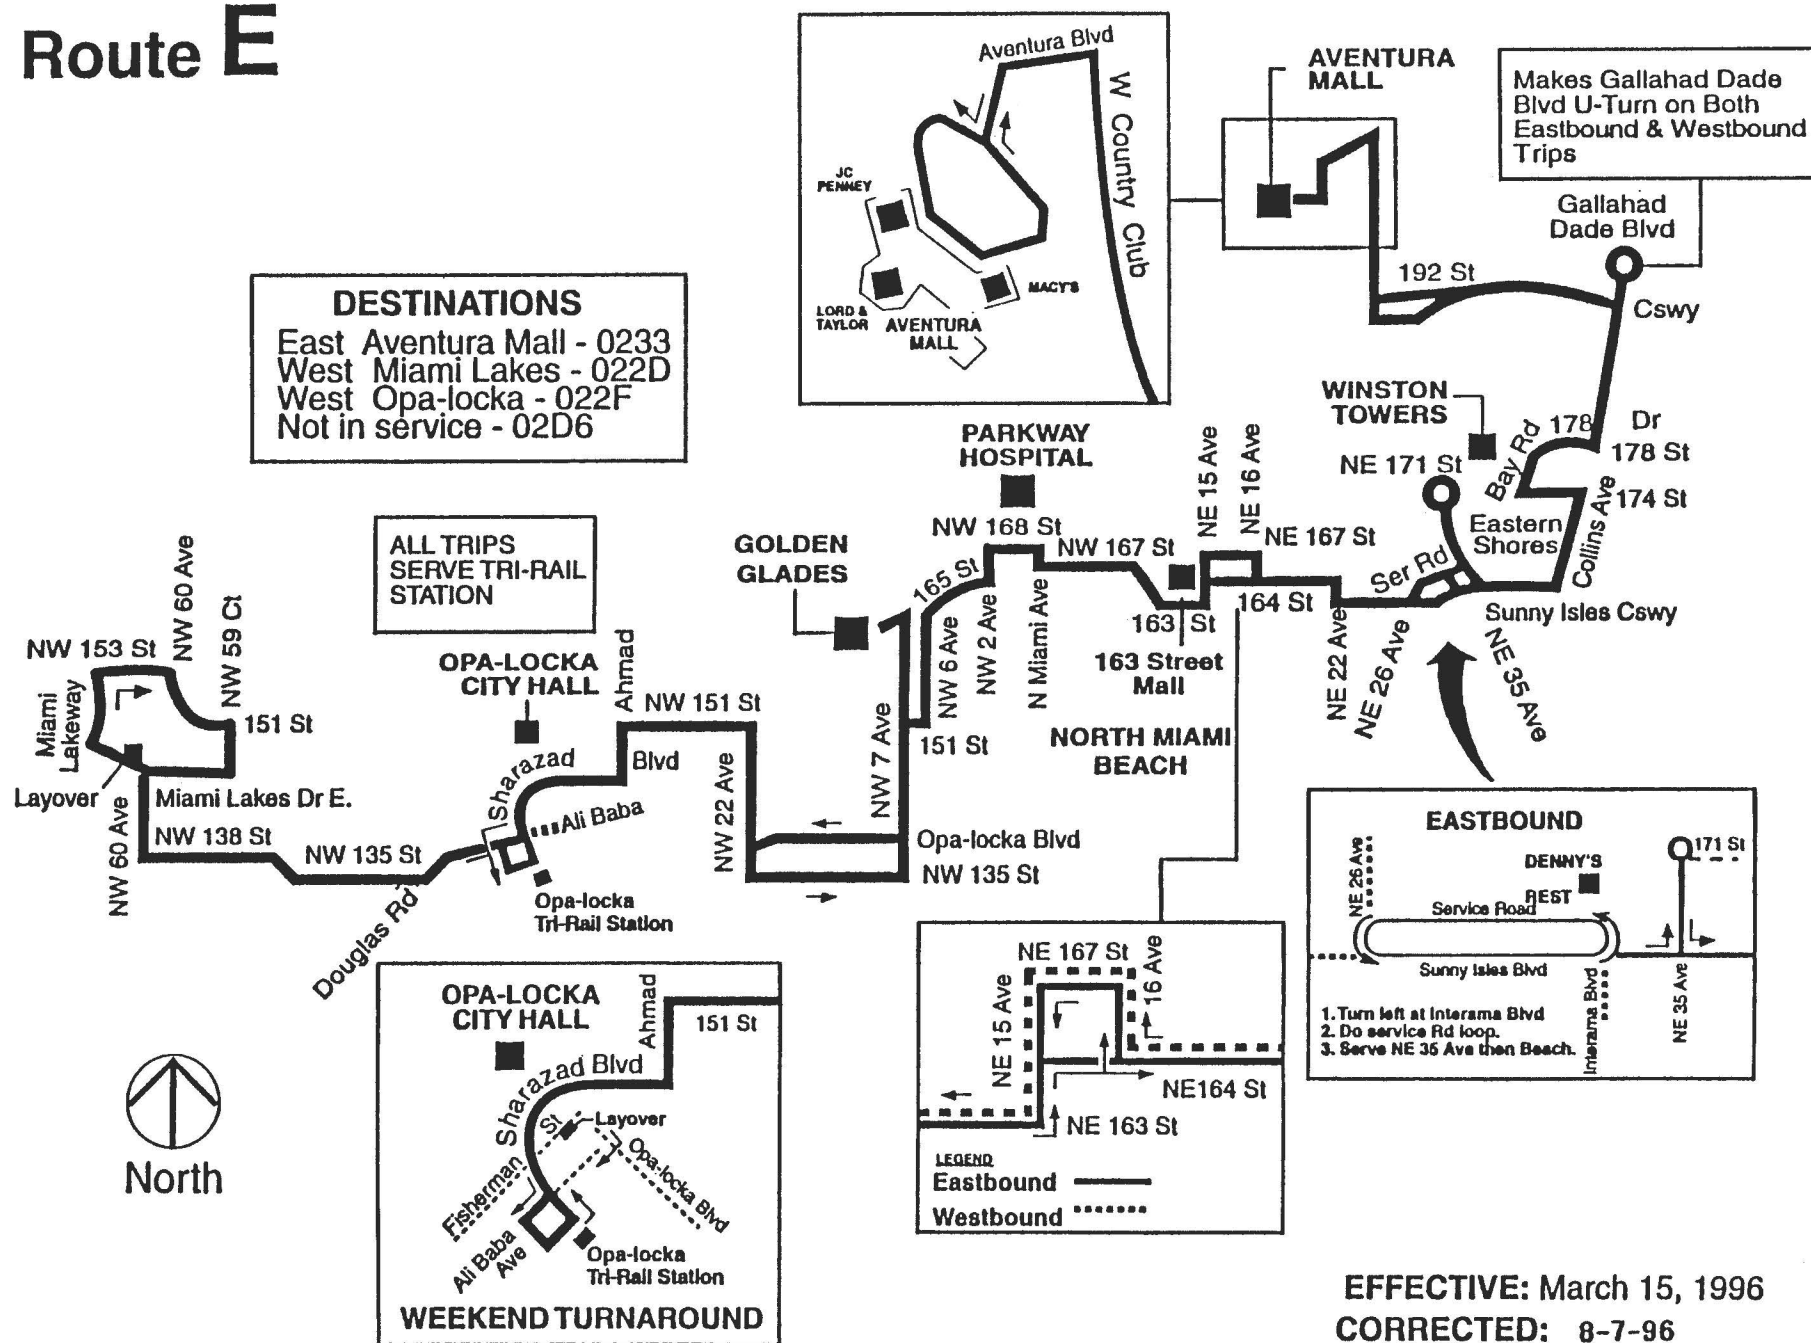 Route E
Aventura Blvd
W Country Club
JC
PENNEY
LORD &
TAYLOR
MACY'S
AVENTURA
MALL
AVENTURA
MALL
Makes Gallahad Dade
Blvd U-Turn on Both
Eastbound & Westbound
Trips
Gallahad
Dade Blvd
192 St
Cswy
DESTINATIONS
East Aventura Mall - 0233
West Miami Lakes - 022D
West Opa-locka - 022F
Not in service - 02D6
WINSTON
TOWERS
178
Dr
178 St
Bay Rd
NE 171 St
174 St
Collins Ave
Eastern
Shores
Ser Rd
Sunny Isles Cswy
PARKWAY
HOSPITAL
NE 15 Ave
NE 16 Ave
NW 168 St
NW 167 St
NE 167 St
164 St
163 St
163 Street
Mall
NE 22 Ave
NE 26 Ave
NE 35 Ave
NORTH MIAMI
BEACH
ALL TRIPS
SERVE TRI-RAIL
STATION
GOLDEN
GLADES
165 St
NW 6 Ave
NW 2 Ave
N Miami Ave
151 St
NW 7 Ave
NW 153 St
NW 60 Ave
NW 59 Ct
Miami
Lakeway
151 St
Layover
Miami Lakes Dr E.
NW 60 Ave
NW 138 St
NW 135 St
Douglas Rd
OPA-LOCKA
CITY HALL
Ahmad
NW 151 St
Sharazad
Blvd
Ali Baba
NW 22 Ave
Opa-locka Blvd
NW 135 St
Opa-locka
Tri-Rail Station
EASTBOUND
NE 26 Ave
DENNY'S
REST
171 St
Service Road
Sunny Isles Blvd
Interama Blvd
NE 35 Ave
1. Turn left at Interama Blvd
2. Do service Rd loop.
3. Serve NE 35 Ave then Beach.
NE 167 St
16 Ave
NE 15 Ave
NE164 St
NE 163 St
LEGEND
Eastbound
Westbound
OPA-LOCKA
CITY HALL
Ahmad
151 St
Sharazad Blvd
Layover
Fisherman St
Opa-locka Blvd
Ali Baba
Ave
Opa-locka
Tri-Rail Station
WEEKEND TURNAROUND
North
EFFECTIVE: March 15, 1996
CORRECTED: 8-7-96